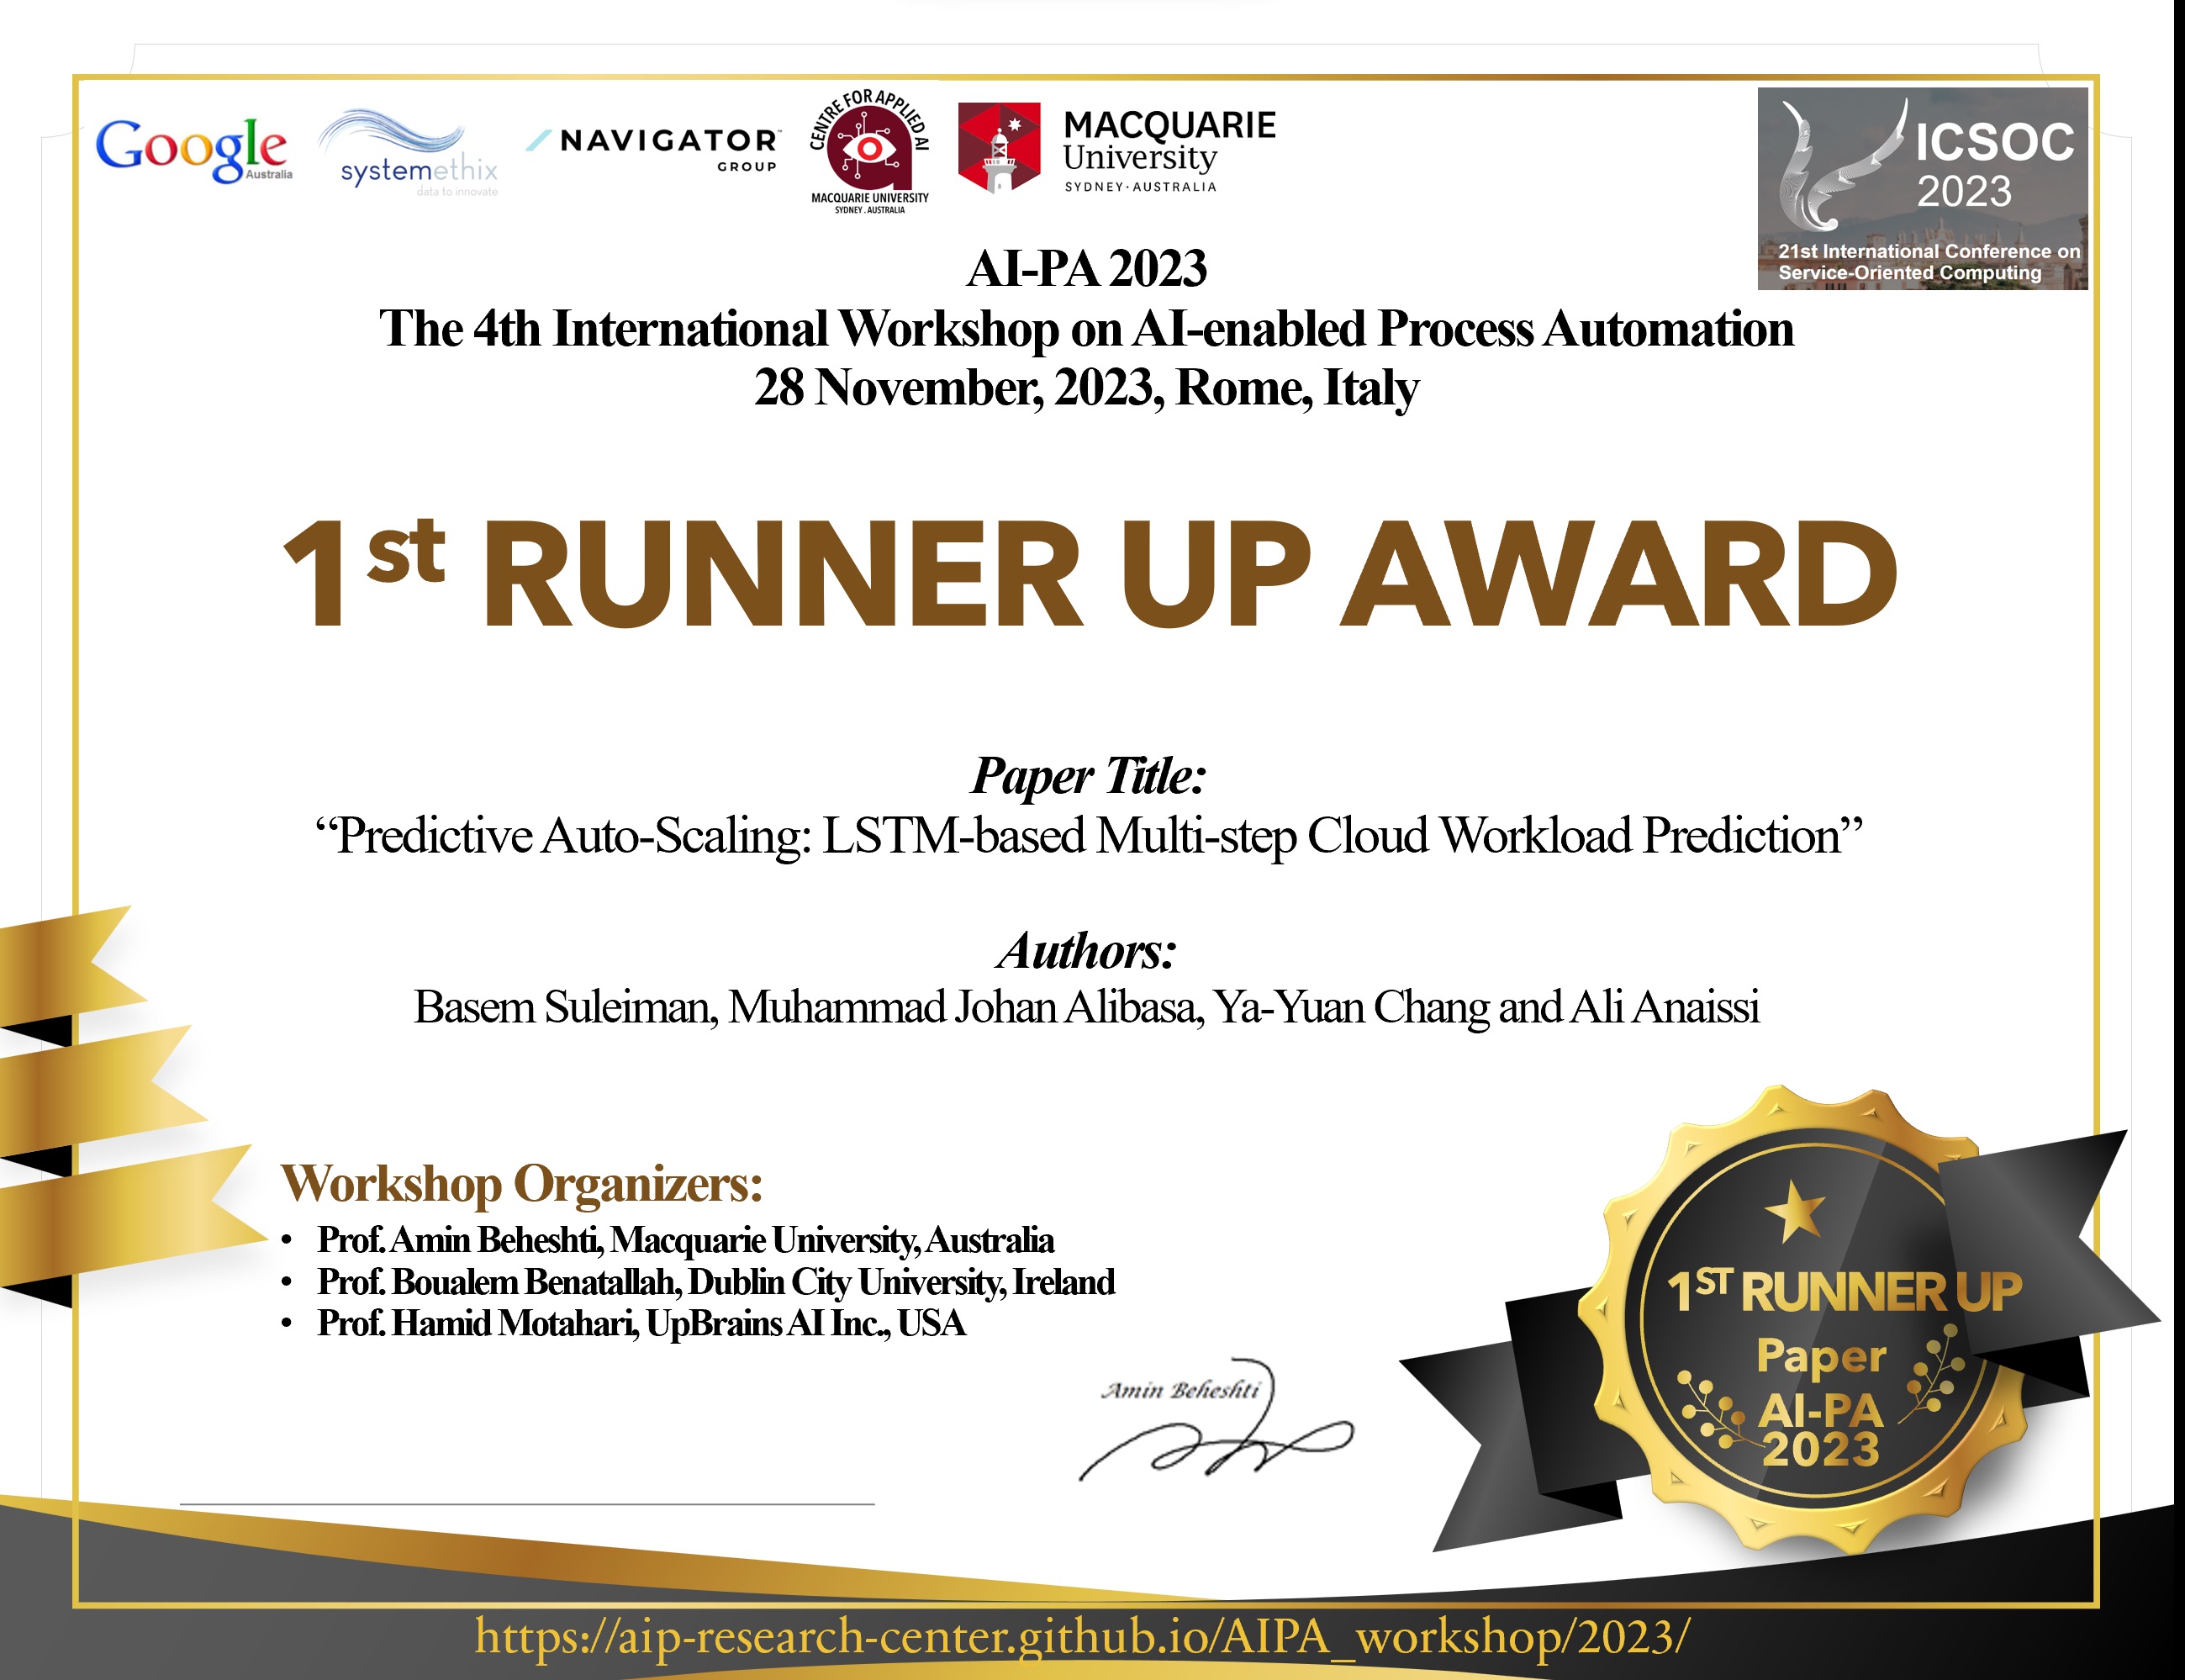 Google
Australia
systemethix
data to innovate
NAVIGATOR
GROUP
CENTRE FOR APPLIED AI
MACQUARIE UNIVERSITY
SYDNEY . AUSTRALIA
MACQUARIE
University
SYDNEY · AUSTRALIA
ICSOC
2023
21st International Conference on
Service-Oriented Computing
AI-PA 2023
The 4th International Workshop on AI-enabled Process Automation
28 November, 2023, Rome, Italy
1st RUNNER UP AWARD
Paper Title:
“Predictive Auto-Scaling: LSTM-based Multi-step Cloud Workload Prediction”
Authors:
Basem Suleiman, Muhammad Johan Alibasa, Ya-Yuan Chang and Ali Anaissi
Workshop Organizers:
• Prof. Amin Beheshti, Macquarie University, Australia
• Prof. Boualem Benatallah, Dublin City University, Ireland
• Prof. Hamid Motahari, UpBrains AI Inc., USA
Amin Beheshti
1ST RUNNER UP
Paper
AI-PA
2023
https://aip-research-center.github.io/AIPA_workshop/2023/